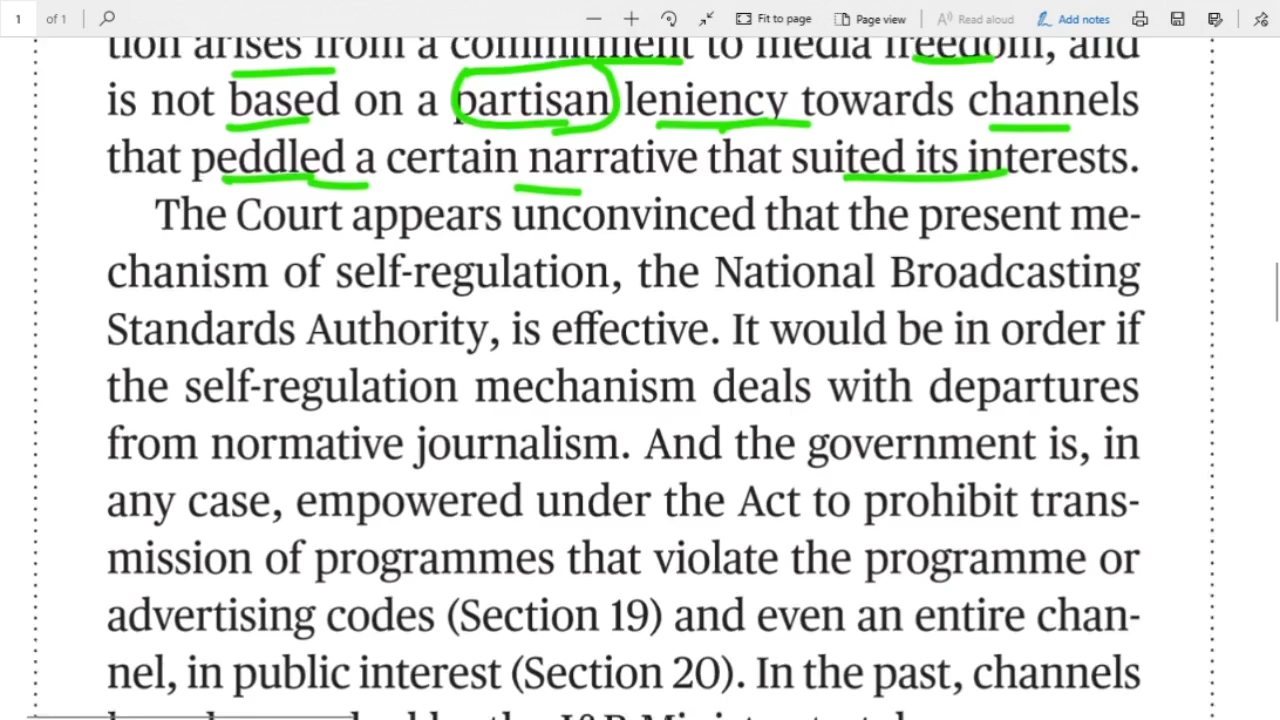 1 of 1 Fit to page Page view Read aloud Add notes
tion arises from a commitment to media freedom, and
is not based on a partisan leniency towards channels
that peddled a certain narrative that suited its interests.
The Court appears unconvinced that the present me-
chanism of self-regulation, the National Broadcasting
Standards Authority, is effective. It would be in order if
the self-regulation mechanism deals with departures
from normative journalism. And the government is, in
any case, empowered under the Act to prohibit trans-
mission of programmes that violate the programme or
advertising codes (Section 19) and even an entire chan-
nel, in public interest (Section 20). In the past, channels